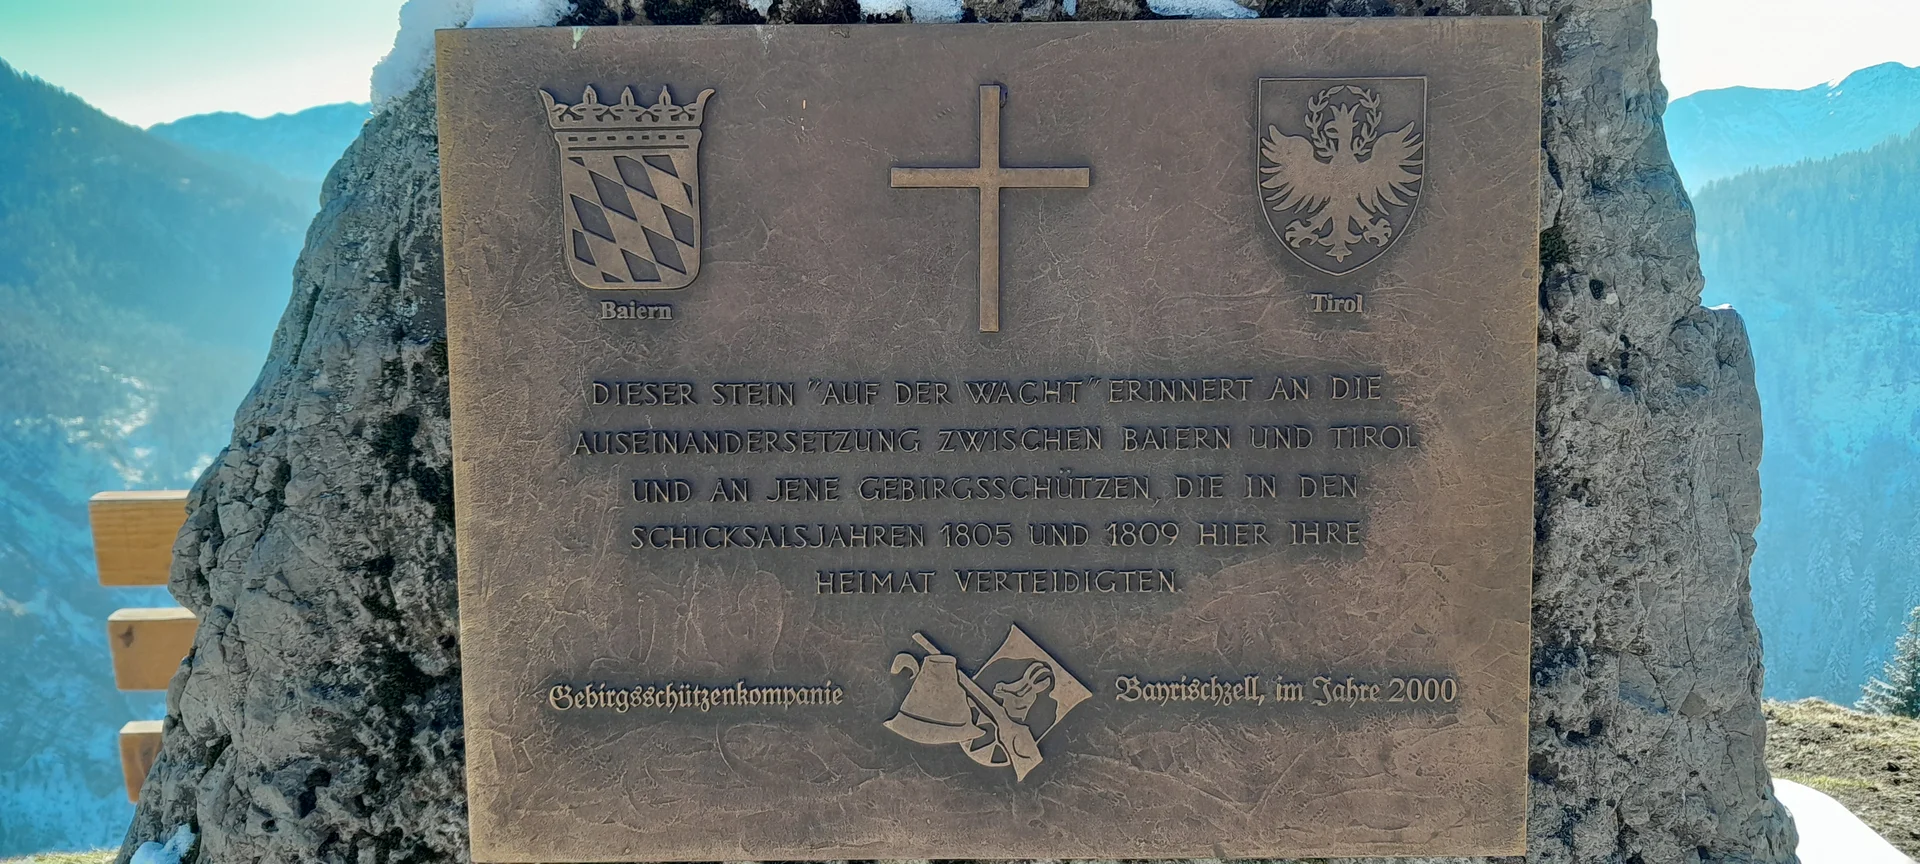 Baiern
Tirol
DIESER STEIN "AUF DER WACHT" ERINNERT AN DIE
AUSEINANDERSETZUNG ZWISCHEN BAIERN UND TIROL
UND AN JENE GEBIRGSSCHÜTZEN, DIE IN DEN
SCHICKSALSJAHREN 1805 UND 1809 HIER IHRE
HEIMAT VERTEIDIGTEN.
Gebirgsschützenkompanie Bayrischzell, im Jahre 2000